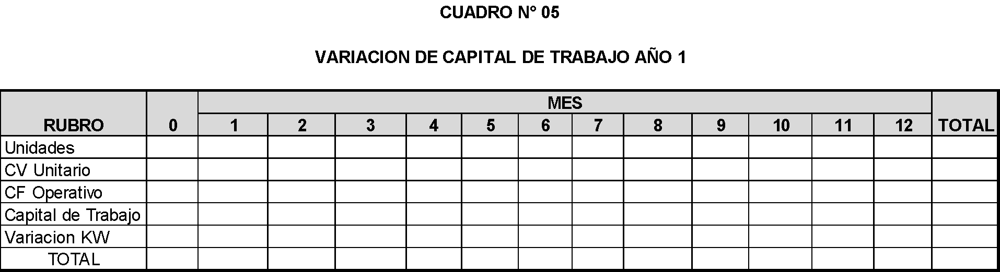 CUADRO N° 05
VARIACION DE CAPITAL DE TRABAJO AÑO 1
MES
RUBRO 0 1 2 3 4 5 6 7 8 9 10 11 12 TOTAL
Unidades
CV Unitario
CF Operativo
Capital de Trabajo
Variacion KW
TOTAL